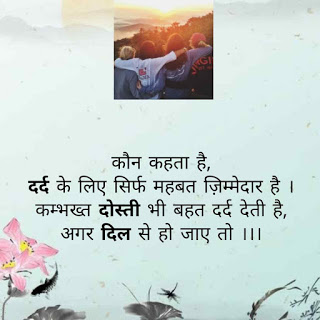 कौन कहता है,
दर्द के लिए सिर्फ महबत ज़िम्मेदार है ।
कम्भख्त दोस्ती भी बहत दर्द देती है,
अगर दिल से हो जाए तो ।।।